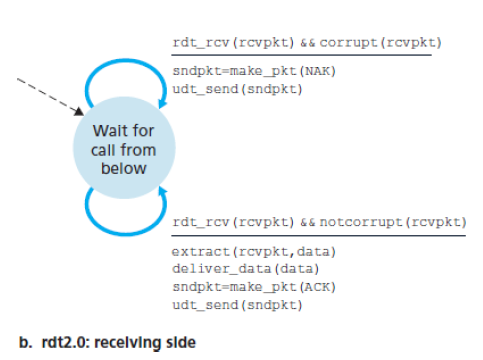 rdt_rcv(rcvpkt) && corrupt(rcvpkt)
sndpkt=make_pkt(NAK)
udt_send(sndpkt)
Wait for
call from
below
rdt_rcv(rcvpkt) && notcorrupt(rcvpkt)
extract(rcvpkt,data)
deliver_data(data)
sndpkt=make_pkt(ACK)
udt_send(sndpkt)
b. rdt2.0: receiving side